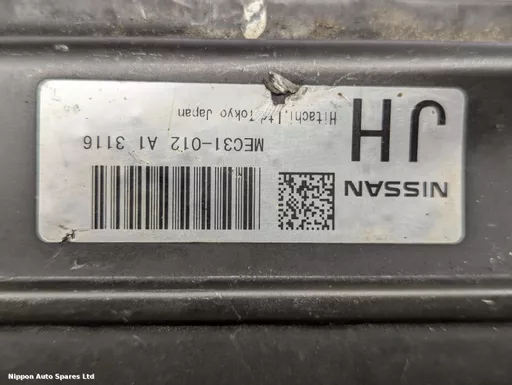 NISSAN
JH
MEC31-012 A1 3116
Hitachi,Ltd.Tokyo Japan
Nippon Auto Spares Ltd